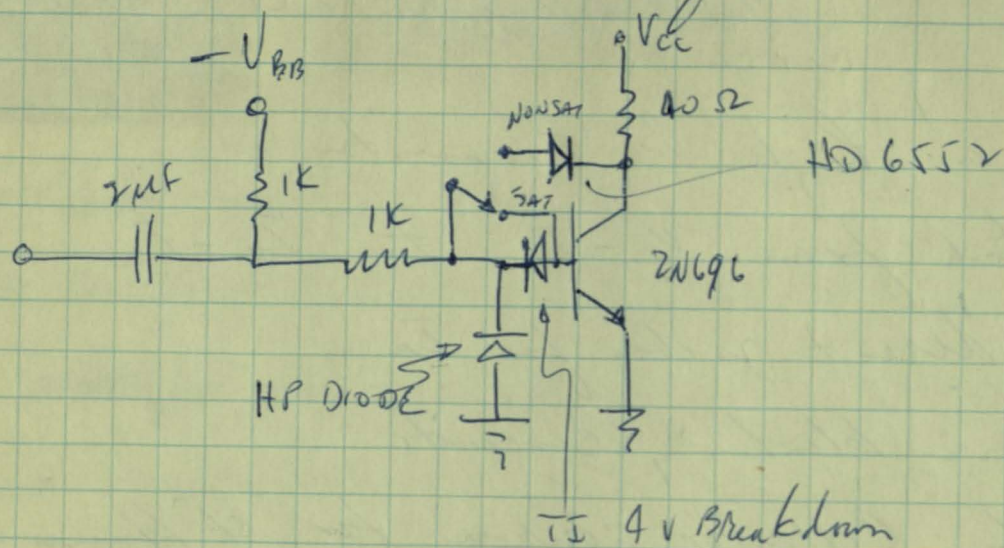 - VBB
VCC
40 Ω
NONSAT
HD 6552
2µf
1K
1K
SAT
2N696
HP DIODE
TI 4v Breakdown